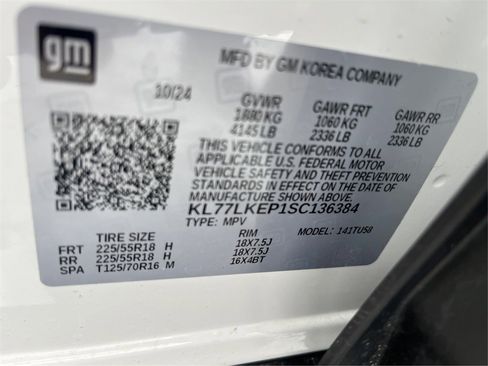 gm
MFD BY GM KOREA COMPANY
10/24 GVWR GAWR FRT GAWR RR
1880 KG 1060 KG 1060 KG
4145 LB 2336 LB 2336 LB
THIS VEHICLE CONFORMS TO ALL
APPLICABLE U.S. FEDERAL MOTOR
VEHICLE SAFETY AND THEFT PREVENTION
STANDARDS IN EFFECT ON THE DATE OF
MANUFACTURE SHOWN ABOVE.
KL77LKEP1SC136384
TYPE: MPV MODEL: 1TU58
TIRE SIZE RIM
FRT 225/55R18 H 18X7.5J
RR 225/55R18 H 18X7.5J
SPA T125/70R16 M 16X4BT